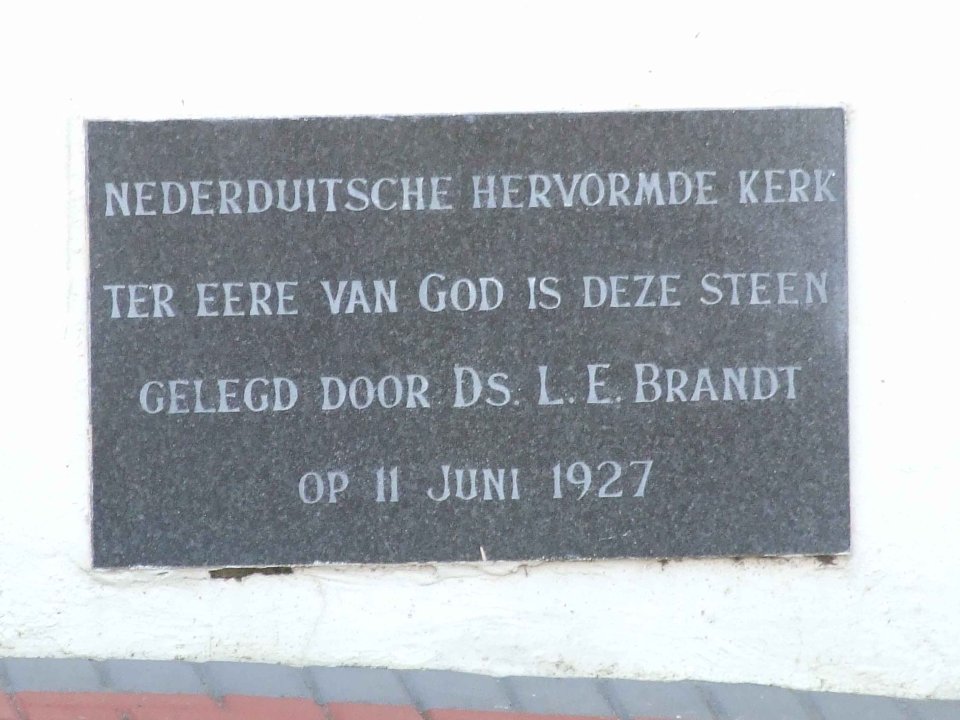 NEDERDUITSCHE HERVORMDE KERK
TER EERE VAN GOD IS DEZE STEEN
GELEGD DOOR DS. L. E. BRANDT
OP 11 JUNI 1927